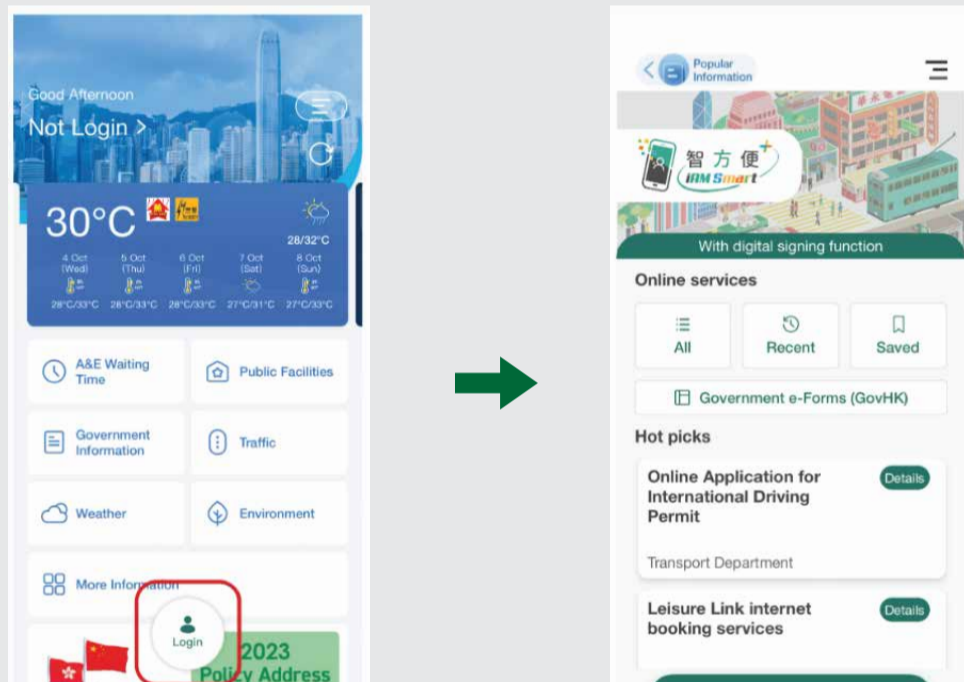 Good Afternoon
Not Login >
30°C
28/32°C
4 Oct
(Wed)
5 Oct
(Thu)
6 Oct
(Fri)
7 Oct
(Sat)
8 Oct
(Sun)
28°C/33°C
28°C/33°C
28°C/33°C
27°C/31°C
27°C/33°C
A&E Waiting
Time
Public Facilities
Government
Information
Traffic
Weather
Environment
More Information
Login
2023
Policy Address
Popular
Information
智方便+
iAM Smart
With digital signing function
Online services
All
Recent
Saved
Government e-Forms (GovHK)
Hot picks
Online Application for
International Driving
Permit
Details
Transport Department
Leisure Link internet
booking services
Details